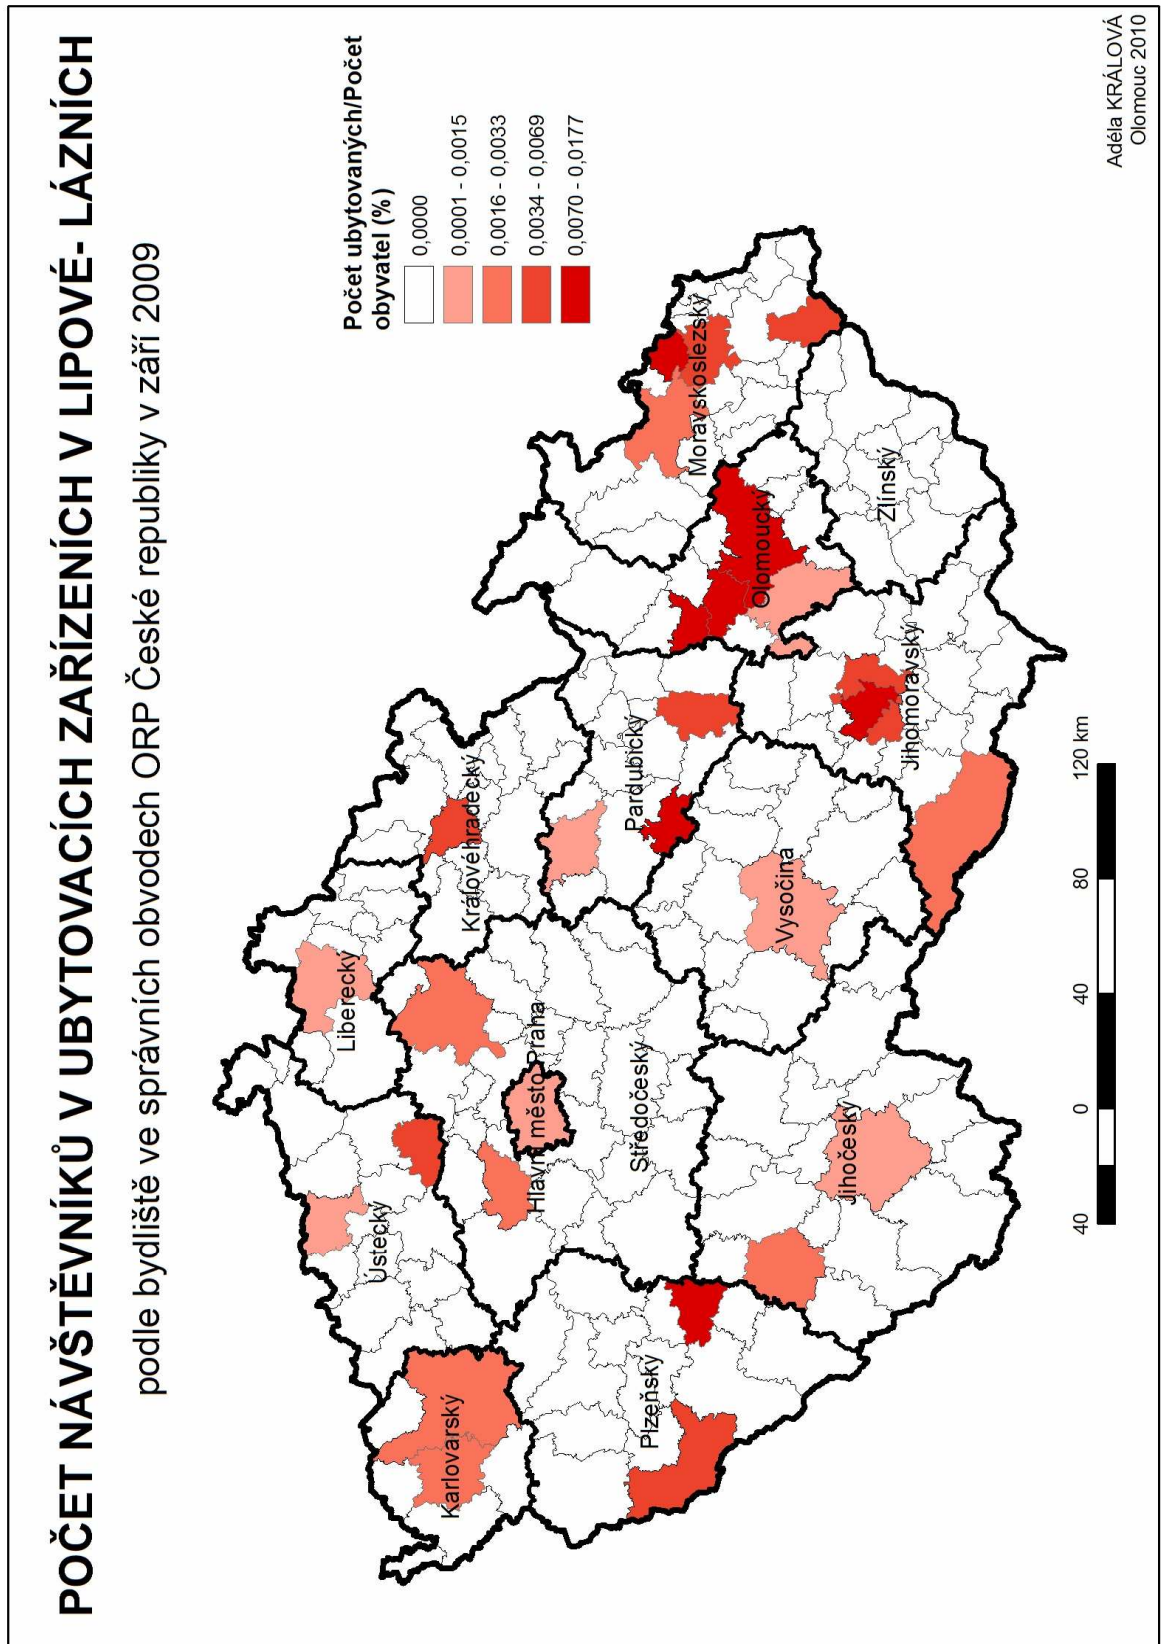 POČET NÁVŠTĚVNÍKŮ V UBYTOVACÍCH ZAŘÍZENÍCH V LIPOVÉ- LÁZNÍCH
podle bydliště ve správních obvodech ORP České republiky v září 2009
Počet ubytovaných/Počet
obyvatel (%)
0,0000
0,0001 - 0,0015
0,0016 - 0,0033
0,0034 - 0,0069
0,0070 - 0,0177
Liberecký
Ústecký
Karlovarský
Královéhradecký
Hlavní město Praha
Středočeský
Pardubický
Plzeňský
Moravskoslezský
Olomoucký
Vysočina
Jihočeský
Zlínský
Jihomoravský
40 0 40 80 120 km
Adéla KRÁLOVÁ
Olomouc 2010